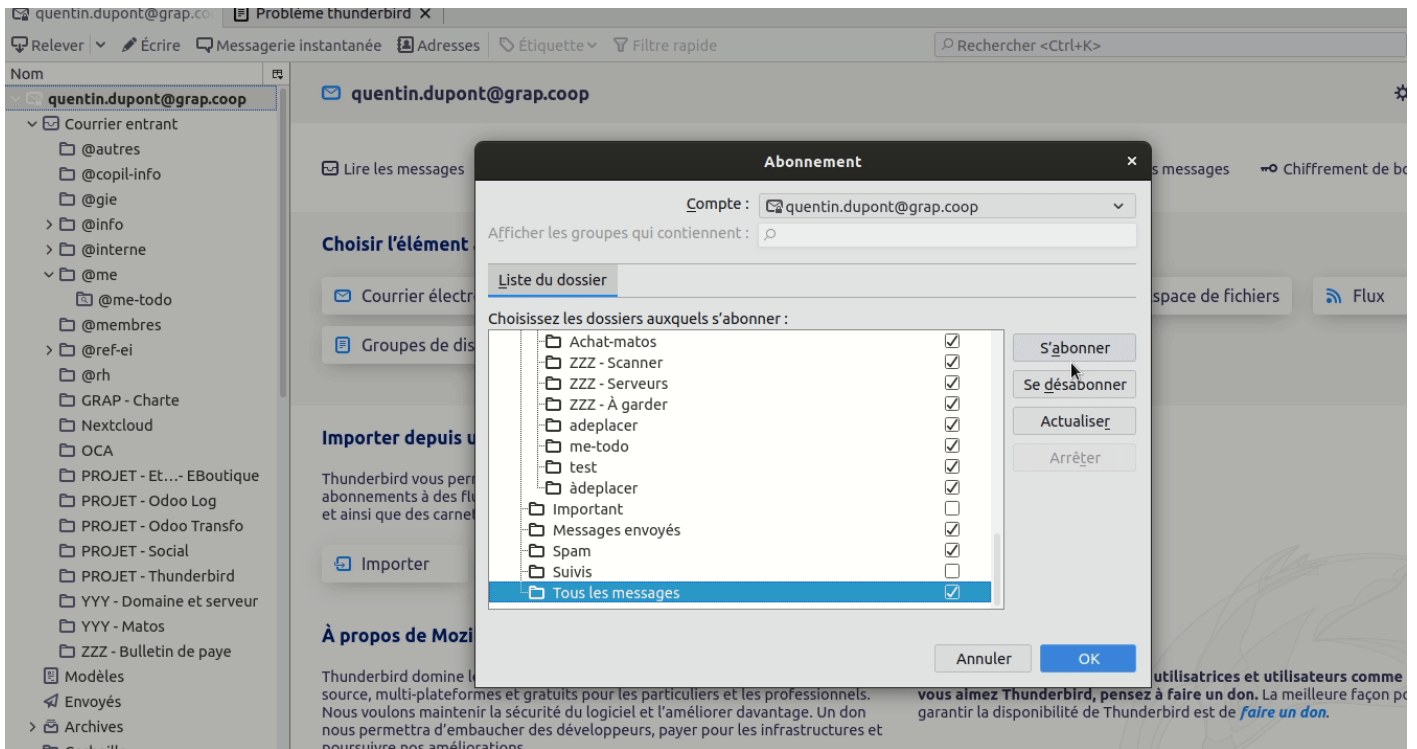 quentin.dupont@grap.co Problème thunderbird
Relever Écrire Messagerie instantanée Adresses Étiquette Filtre rapide Rechercher <Ctrl+K>
Nom
quentin.dupont@grap.coop
Courrier entrant
@autres
@copil-info
@gie
@info
@interne
@me
@me-todo
@membres
@ref-ei
@rh
GRAP - Charte
Nextcloud
OCA
PROJET - Et...- EBoutique
PROJET - Odoo Log
PROJET - Odoo Transfo
PROJET - Social
PROJET - Thunderbird
YYY - Domaine et serveur
YYY - Matos
ZZZ - Bulletin de paye
Modèles
Envoyés
Archives
quentin.dupont@grap.coop
Lire les messages
s messages Chiffrement de bo
Choisir l'élément
Courrier électr
space de fichiers Flux
Groupes de dis
Importer depuis u
Thunderbird vous perr
abonnements à des flu
et ainsi que des carnet
Importer
À propos de Mozi
Thunderbird domine le
source, multi-plateformes et gratuits pour les particuliers et les professionnels.
Nous voulons maintenir la sécurité du logiciel et l'améliorer davantage. Un don
nous permettra d'embaucher des développeurs, payer pour les infrastructures et
poursuivre nos améliorations.
utilisatrices et utilisateurs comme
vous aimez Thunderbird, pensez à faire un don. La meilleure façon po
garantir la disponibilité de Thunderbird est de faire un don.
Abonnement
Compte : quentin.dupont@grap.coop
Afficher les groupes qui contiennent :
Liste du dossier
Choisissez les dossiers auxquels s'abonner :
Achat-matos
ZZZ - Scanner
ZZZ - Serveurs
ZZZ - À garder
adeplacer
me-todo
test
àdeplacer
Important
Messages envoyés
Spam
Suivis
Tous les messages
S'abonner
Se désabonner
Actualiser
Arrêter
Annuler OK